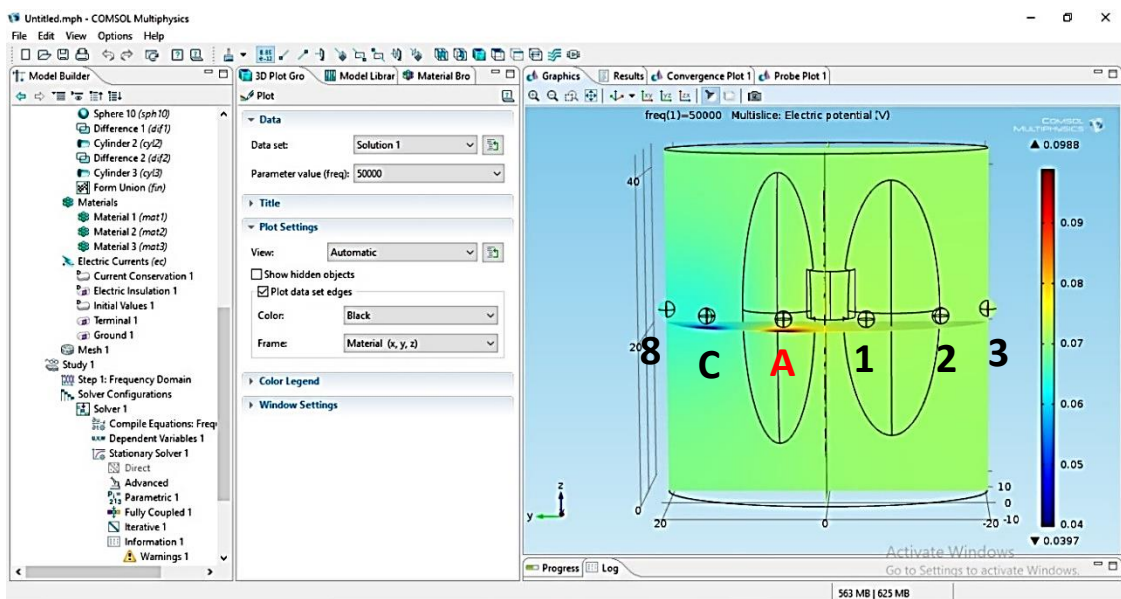 Untitled.mph - COMSOL Multiphysics
File Edit View Options Help
Model Builder
Sphere 10 (sph10)
Difference 1 (dif1)
Cylinder 2 (cyl2)
Difference 2 (dif2)
Cylinder 3 (cyl3)
Form Union (fin)
Materials
Material 1 (mat1)
Material 2 (mat2)
Material 3 (mat3)
Electric Currents (ec)
Current Conservation 1
Electric Insulation 1
Initial Values 1
Terminal 1
Ground 1
Mesh 1
Study 1
Step 1: Frequency Domain
Solver Configurations
Solver 1
Compile Equations: Freq
Dependent Variables 1
Stationary Solver 1
Direct
Advanced
Parametric 1
Fully Coupled 1
Iterative 1
Information 1
Warnings 1
3D Plot Gro Model Librar Material Bro
Plot
Data
Data set: Solution 1
Parameter value (freq): 50000
Title
Plot Settings
View: Automatic
Show hidden objects
Plot data set edges
Color: Black
Frame: Material (x, y, z)
Color Legend
Window Settings
Graphics Results Convergence Plot 1 Probe Plot 1
freq(1)=50000 Multislice: Electric potential (V)
COMSOL
MULTIPHYSICS
▲ 0.0988
40
0.09
0.08
0.07
20
8 C A 1 2 3
0.06
0.05
0.04
▼ 0.0397
z
y
0
20
0
-20
10
0
-10
Activate Windows
Go to Settings to activate Windows.
Progress Log
563 MB | 625 MB